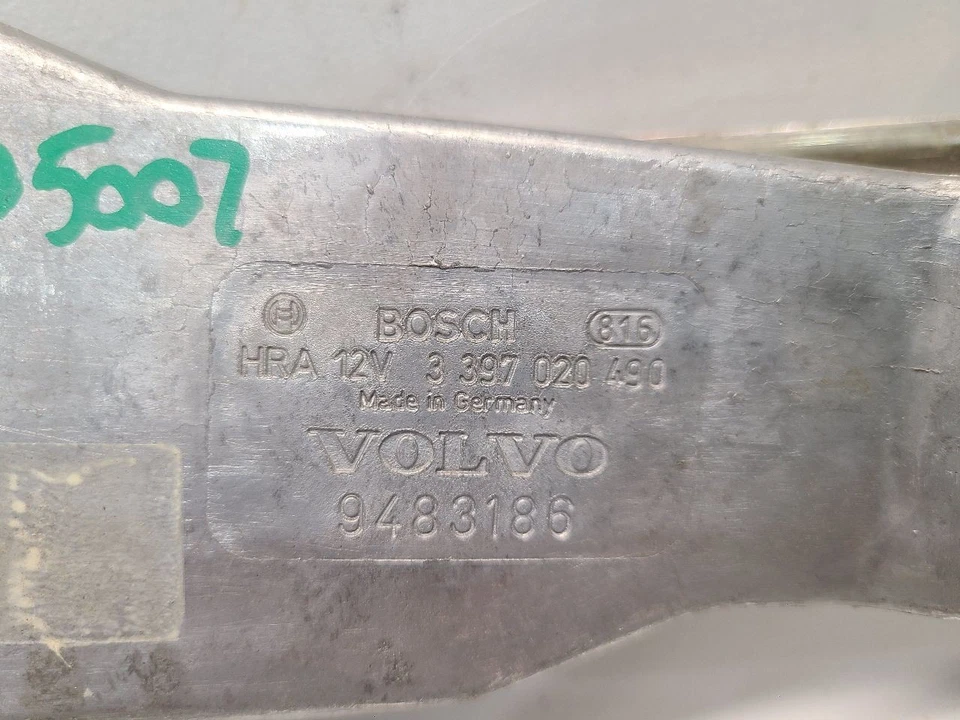 5007
BOSCH 816
HRA 12V 3 397 020 490
Made in Germany
VOLVO
9483186